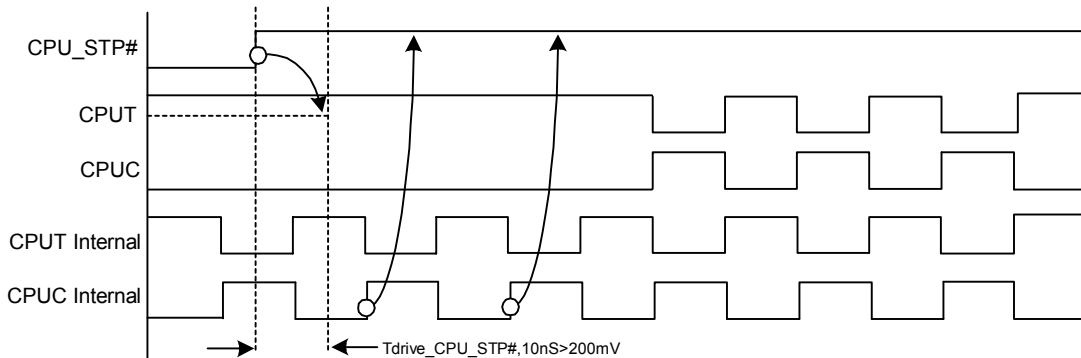 CPU_STP#
CPUT
CPUC
CPUT Internal
CPUC Internal
Tdrive_CPU_STP#,10nS>200mV